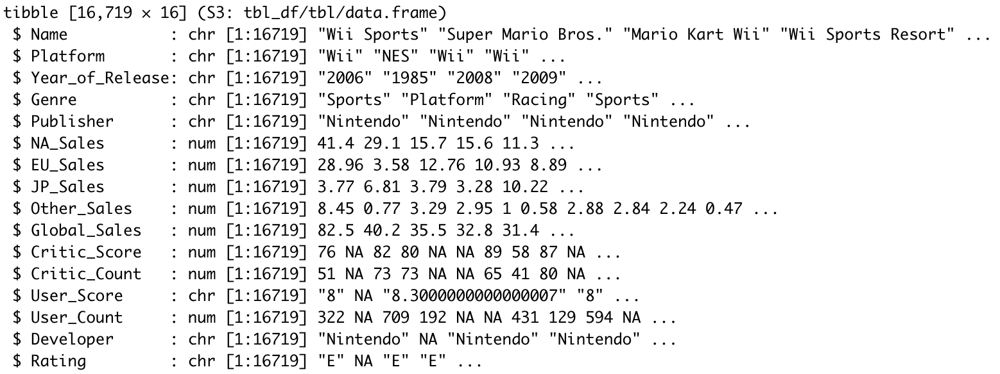 tibble [16,719 × 16] (S3: tbl_df/tbl/data.frame)
 $ Name           : chr [1:16719] "Wii Sports" "Super Mario Bros." "Mario Kart Wii" "Wii Sports Resort" ...
 $ Platform       : chr [1:16719] "Wii" "NES" "Wii" "Wii" ...
 $ Year_of_Release: chr [1:16719] "2006" "1985" "2008" "2009" ...
 $ Genre          : chr [1:16719] "Sports" "Platform" "Racing" "Sports" ...
 $ Publisher      : chr [1:16719] "Nintendo" "Nintendo" "Nintendo" "Nintendo" ...
 $ NA_Sales       : num [1:16719] 41.4 29.1 15.7 15.6 11.3 ...
 $ EU_Sales       : num [1:16719] 28.96 3.58 12.76 10.93 8.89 ...
 $ JP_Sales       : num [1:16719] 3.77 6.81 3.79 3.28 10.22 ...
 $ Other_Sales    : num [1:16719] 8.45 0.77 3.29 2.95 1 0.58 2.88 2.84 2.24 0.47 ...
 $ Global_Sales   : num [1:16719] 82.5 40.2 35.5 32.8 31.4 ...
 $ Critic_Score   : num [1:16719] 76 NA 82 80 NA NA 89 58 87 NA ...
 $ Critic_Count   : num [1:16719] 51 NA 73 73 NA NA 65 41 80 NA ...
 $ User_Score     : chr [1:16719] "8" NA "8.3000000000000007" "8" ...
 $ User_Count     : num [1:16719] 322 NA 709 192 NA NA 431 129 594 NA ...
 $ Developer      : chr [1:16719] "Nintendo" NA "Nintendo" "Nintendo" ...
 $ Rating         : chr [1:16719] "E" NA "E" "E" ...